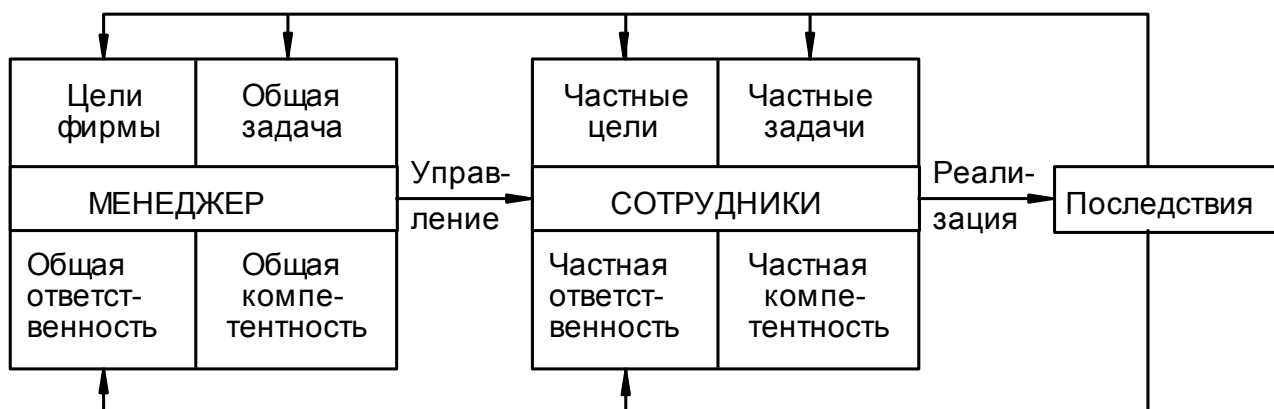 Цели
фирмы
Общая
задача
Частные
цели
Частные
задачи
МЕНЕДЖЕР
Управ-
ление
СОТРУДНИКИ
Реали-
зация
Последствия
Общая
ответст-
венность
Общая
компе-
тентность
Частная
ответст-
венность
Частная
компе-
тентность